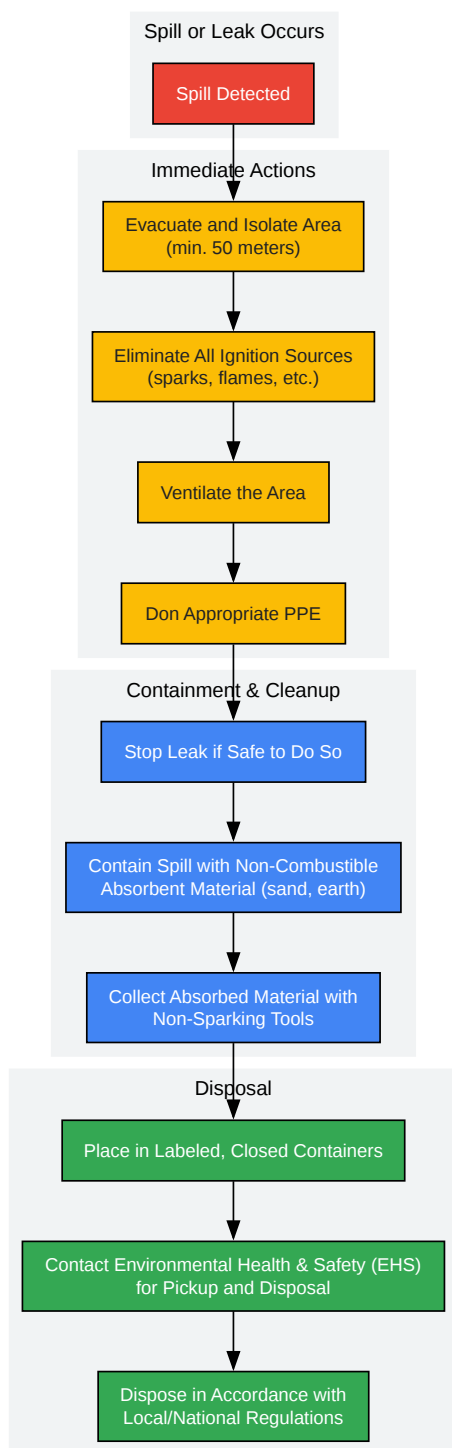 Spill or Leak Occurs
Spill Detected
Immediate Actions
Evacuate and Isolate Area
(min. 50 meters)
Eliminate All Ignition Sources
(sparks, flames, etc.)
Ventilate the Area
Don Appropriate PPE
Containment & Cleanup
Stop Leak if Safe to Do So
Contain Spill with Non-Combustible
Absorbent Material (sand, earth)
Collect Absorbed Material with
Non-Sparking Tools
Disposal
Place in Labeled, Closed Containers
Contact Environmental Health & Safety (EHS)
for Pickup and Disposal
Dispose in Accordance with
Local/National Regulations